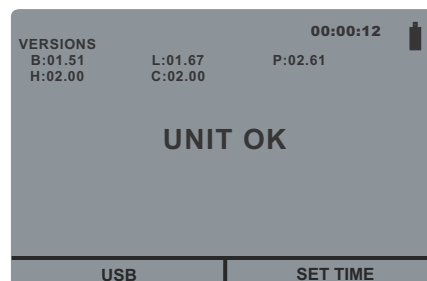 00:00:12
VERSIONS
B:01.51 L:01.67 P:02.61
H:02.00 C:02.00
UNIT OK
USB SET TIME